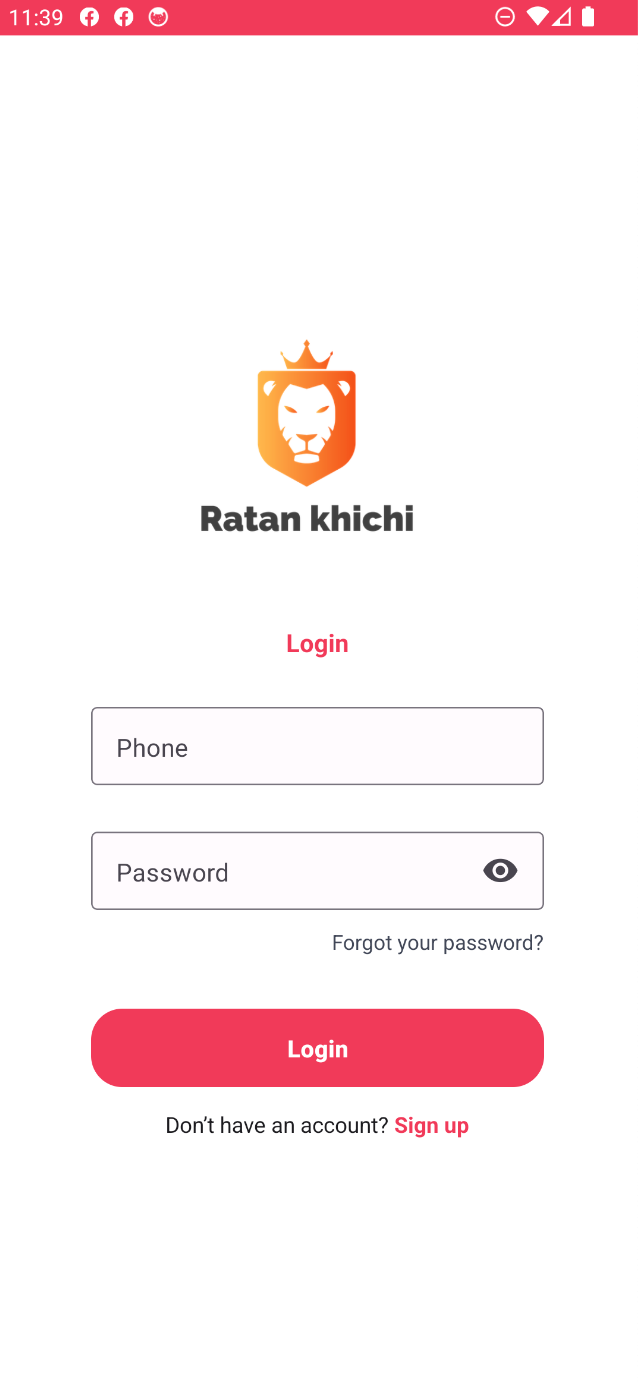 11:39
Ratan khichi
Login
Phone
Password
Forgot your password?
Login
Don’t have an account? Sign up